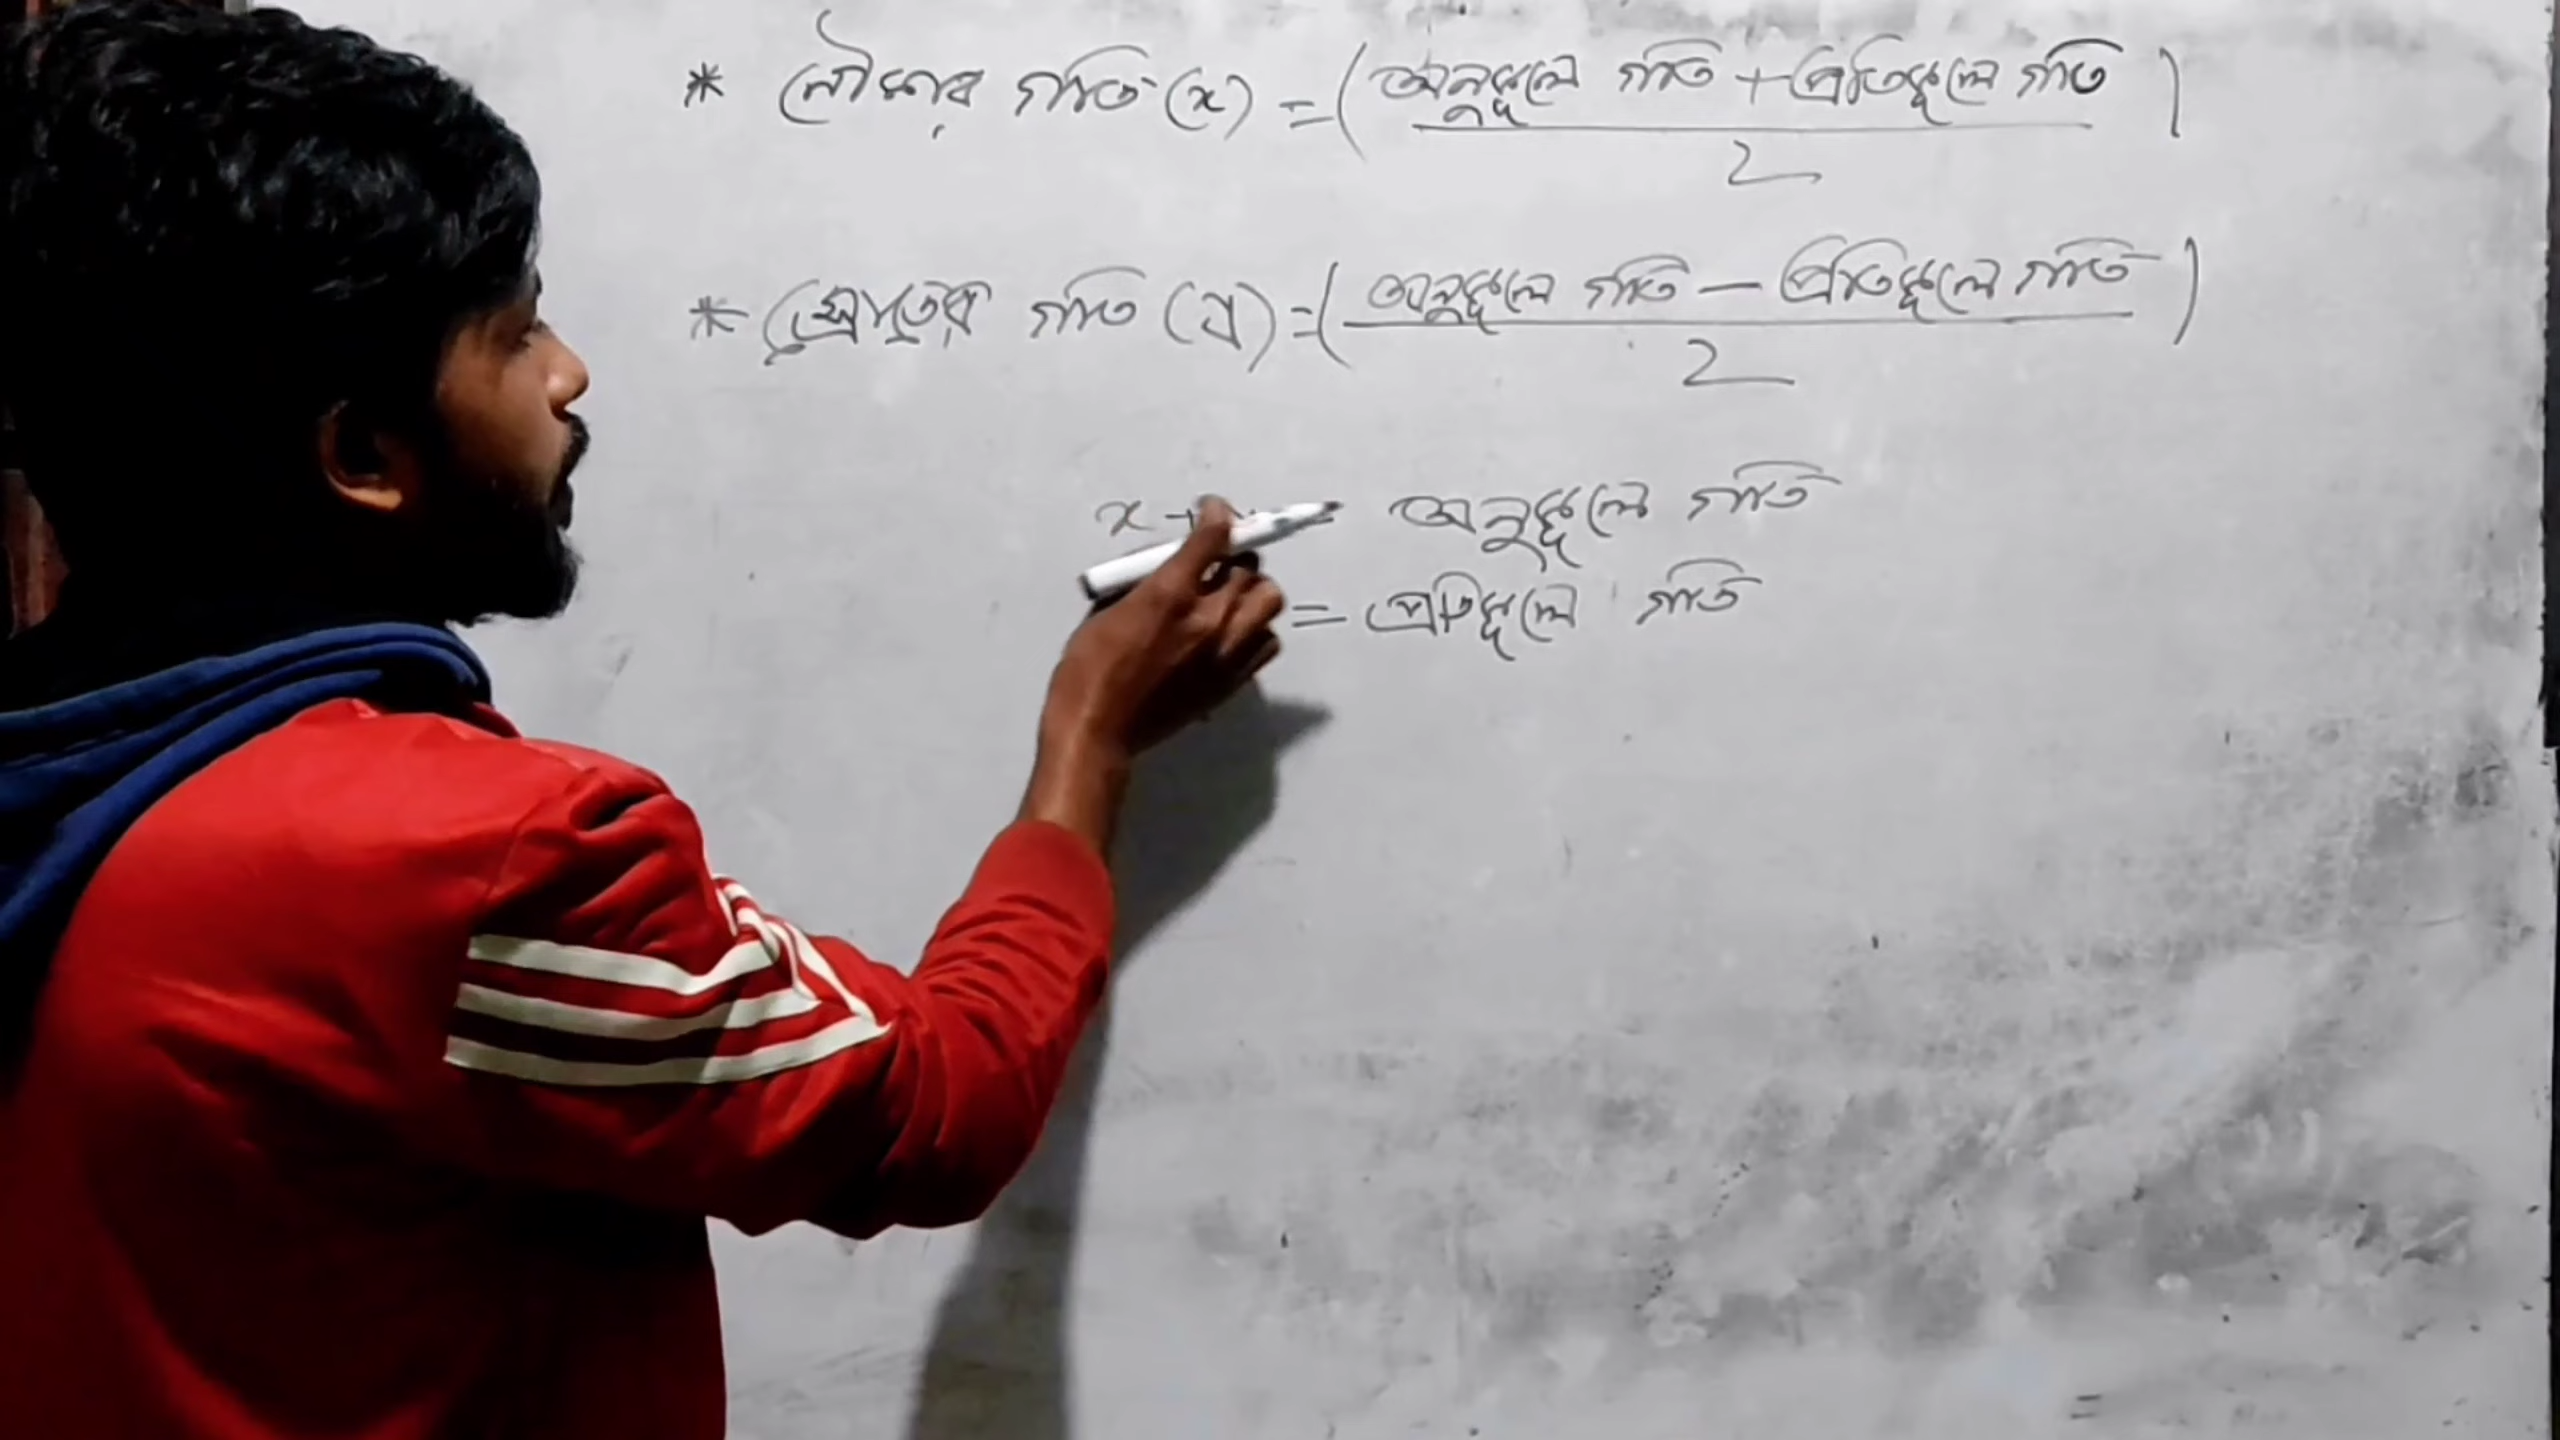 * নৌকার গতি (x) = ( অনুকূলে গতি + প্রতিকূলে গতি / 2 )
* স্রোতের গতি (y) = ( অনুকূলে গতি - প্রতিকূলে গতি / 2 )
x + = অনুকূলে গতি
= প্রতিকূলে গতি
=